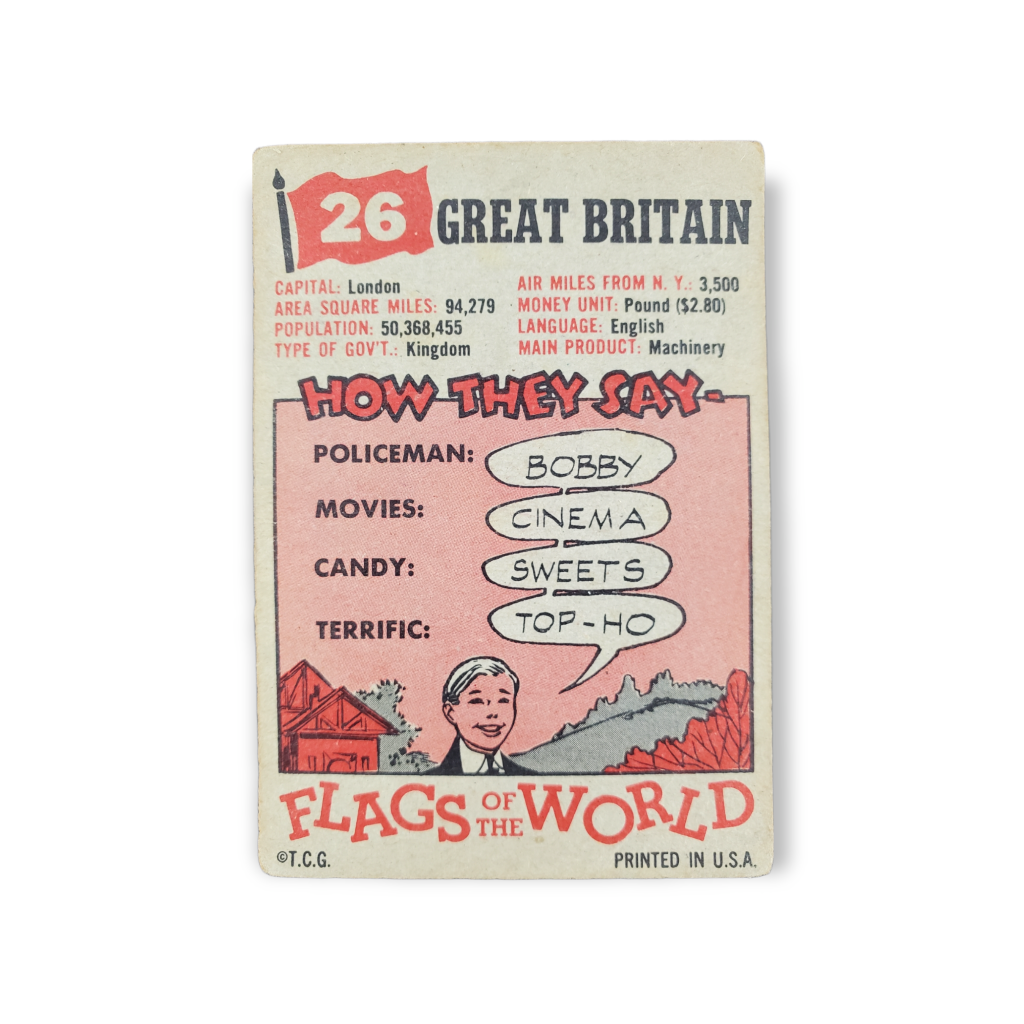 26 GREAT BRITAIN
CAPITAL: London
AREA SQUARE MILES: 94,279
POPULATION: 50,368,455
TYPE OF GOV'T.: Kingdom
AIR MILES FROM N. Y.: 3,500
MONEY UNIT: Pound ($2.80)
LANGUAGE: English
MAIN PRODUCT: Machinery
HOW THEY SAY-
POLICEMAN: BOBBY
MOVIES: CINEMA
CANDY: SWEETS
TERRIFIC: TOP-HO
FLAGS OF THE WORLD
©T.C.G. PRINTED IN U.S.A.